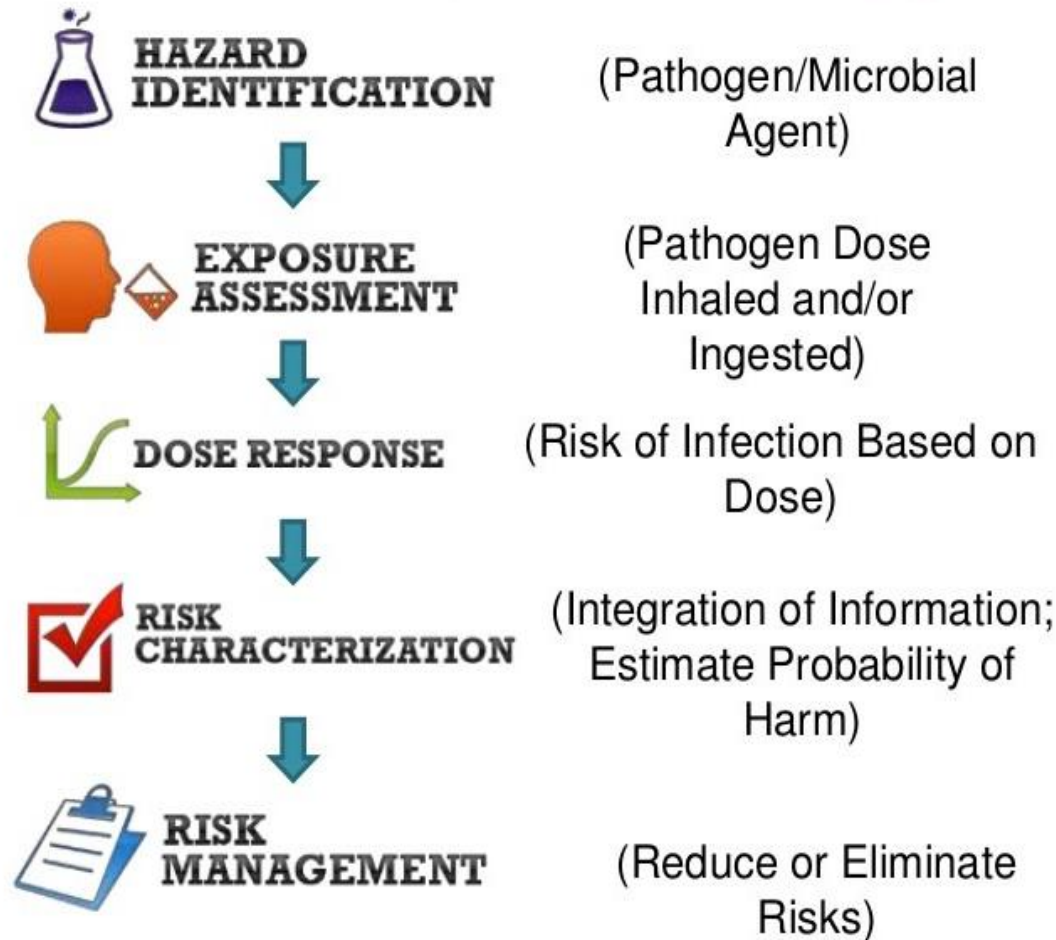 HAZARD
IDENTIFICATION
(Pathogen/Microbial
Agent)
EXPOSURE
ASSESSMENT
(Pathogen Dose
Inhaled and/or
Ingested)
DOSE RESPONSE
(Risk of Infection Based on
Dose)
RISK
CHARACTERIZATION
(Integration of Information;
Estimate Probability of
Harm)
RISK
MANAGEMENT
(Reduce or Eliminate
Risks)